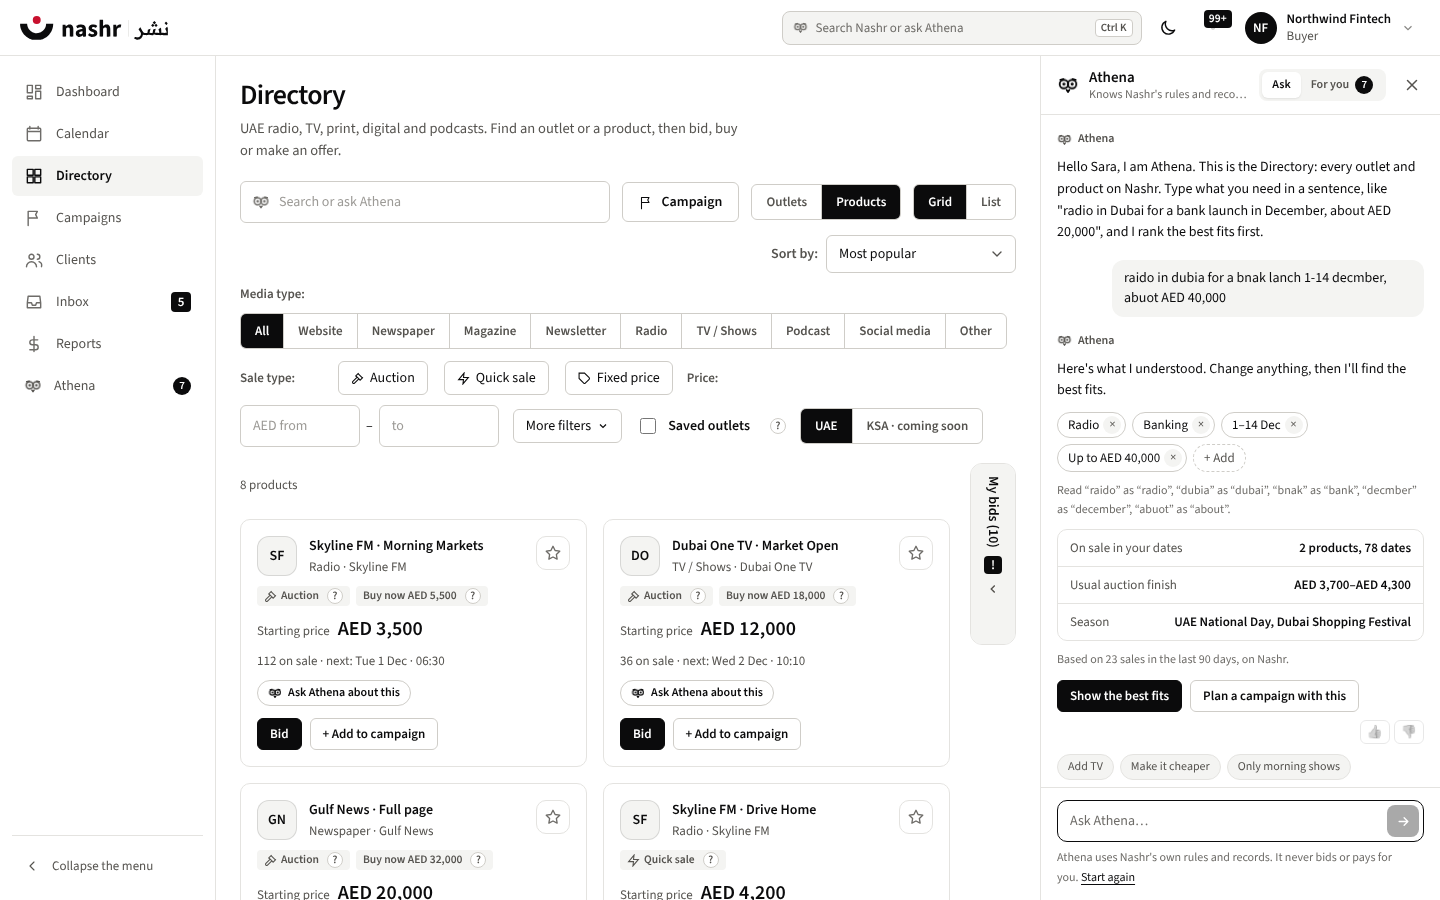 nashr نشر
Search Nashr or ask Athena
Ctrl K
99+
NF
Northwind Fintech
Buyer
Dashboard
Calendar
Directory
Campaigns
Clients
Inbox 5
Reports
Athena 7
Collapse the menu
Directory
UAE radio, TV, print, digital and podcasts. Find an outlet or a product, then bid, buy
or make an offer.
Search or ask Athena
Campaign
Outlets Products
Grid List
Sort by: Most popular
Media type:
All Website Newspaper Magazine Newsletter Radio TV / Shows Podcast Social media Other
Sale type: Auction Quick sale Fixed price Price:
AED from – to More filters Saved outlets ? UAE KSA · coming soon
8 products
My bids (10) !
SF
Skyline FM · Morning Markets
Radio · Skyline FM
Auction ? Buy now AED 5,500 ?
Starting price AED 3,500
112 on sale · next: Tue 1 Dec · 06:30
Ask Athena about this
Bid + Add to campaign
DO
Dubai One TV · Market Open
TV / Shows · Dubai One TV
Auction ? Buy now AED 18,000 ?
Starting price AED 12,000
36 on sale · next: Wed 2 Dec · 10:10
Ask Athena about this
Bid + Add to campaign
GN
Gulf News · Full page
Newspaper · Gulf News
Auction ? Buy now AED 32,000 ?
Starting price AED 20,000
SF
Skyline FM · Drive Home
Radio · Skyline FM
Quick sale ?
Starting price AED 4,200
Athena
Knows Nashr's rules and reco…
Ask For you 7
Athena
Hello Sara, I am Athena. This is the Directory: every outlet and
product on Nashr. Type what you need in a sentence, like
"radio in Dubai for a bank launch in December, about AED
20,000", and I rank the best fits first.
raido in dubia for a bnak lanch 1-14 decmber,
abuot AED 40,000
Athena
Here's what I understood. Change anything, then I'll find the
best fits.
Radio × Banking × 1–14 Dec ×
Up to AED 40,000 × + Add
Read “raido” as “radio”, “dubia” as “dubai”, “bnak” as “bank”, “decmber”
as “december”, “abuot” as “about”.
On sale in your dates 2 products, 78 dates
Usual auction finish AED 3,700–AED 4,300
Season UAE National Day, Dubai Shopping Festival
Based on 23 sales in the last 90 days, on Nashr.
Show the best fits Plan a campaign with this
Add TV Make it cheaper Only morning shows
Ask Athena…
Athena uses Nashr's own rules and records. It never bids or pays for
you. Start again